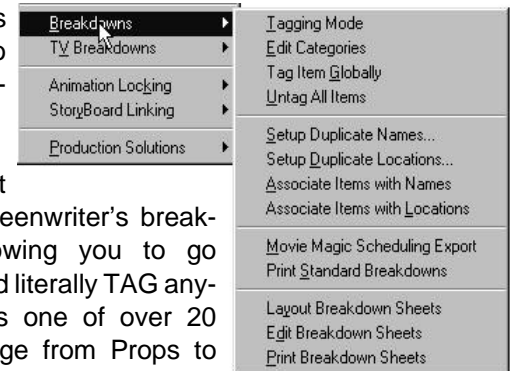 s
o
-
t
eenwriter's break-
owing you to go
d literally TAG any-
s one of over 20
ge from Props to
Breakdowns
TV Breakdowns
Animation Locking
StoryBoard Linking
Production Solutions
Tagging Mode
Edit Categories
Tag Item Globally
Untag All Items
Setup Duplicate Names...
Setup Duplicate Locations...
Associate Items with Names
Associate Items with Locations
Movie Magic Scheduling Export
Print Standard Breakdowns
Layout Breakdown Sheets
Edit Breakdown Sheets
Print Breakdown Sheets